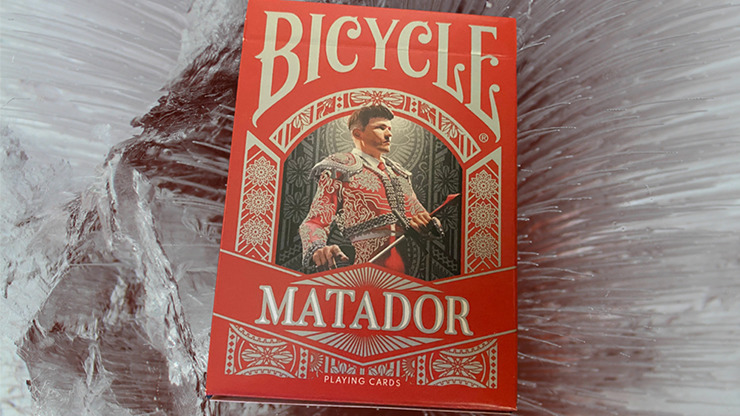 BICYCLE®
MATADOR
PLAYING CARDS